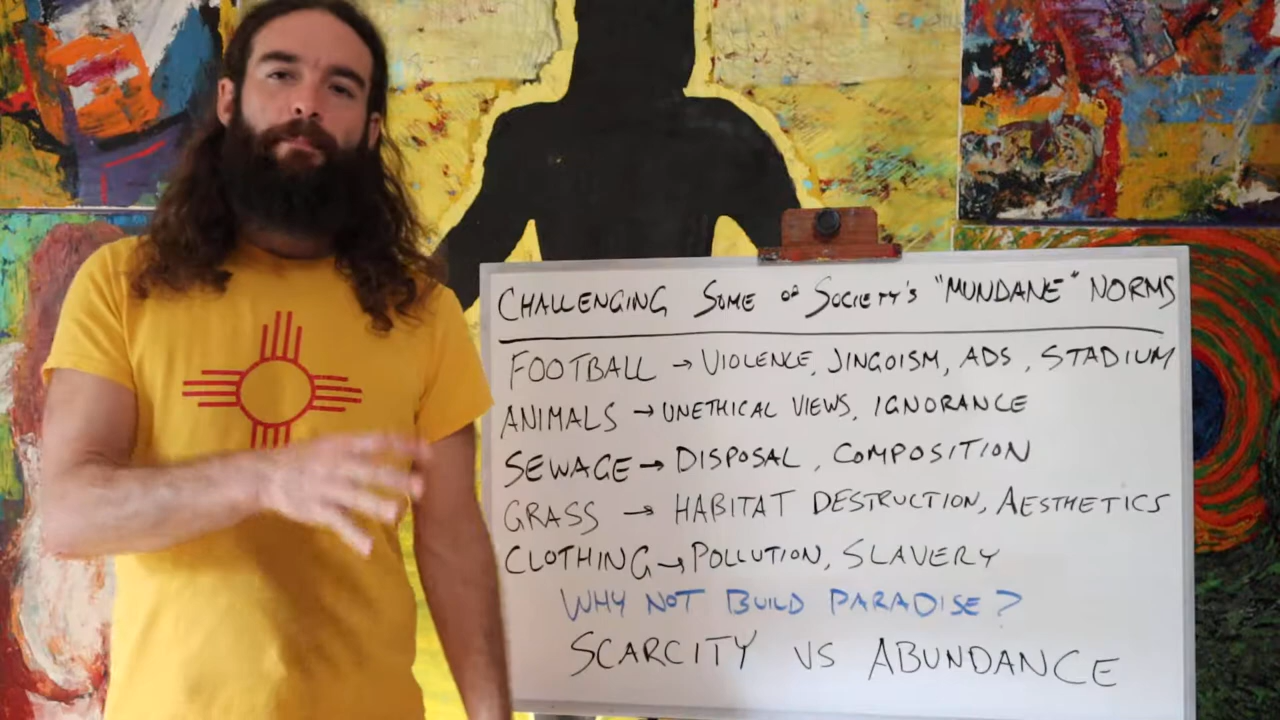 CHALLENGING SOME OF SOCIETY'S "MUNDANE" NORMS
FOOTBALL → VIOLENCE, JINGOISM, ADS, STADIUM
ANIMALS → UNETHICAL VIEWS, IGNORANCE
SEWAGE → DISPOSAL, COMPOSITION
GRASS → HABITAT DESTRUCTION, AESTHETICS
CLOTHING → POLLUTION, SLAVERY
WHY NOT BUILD PARADISE?
SCARCITY VS ABUNDANCE